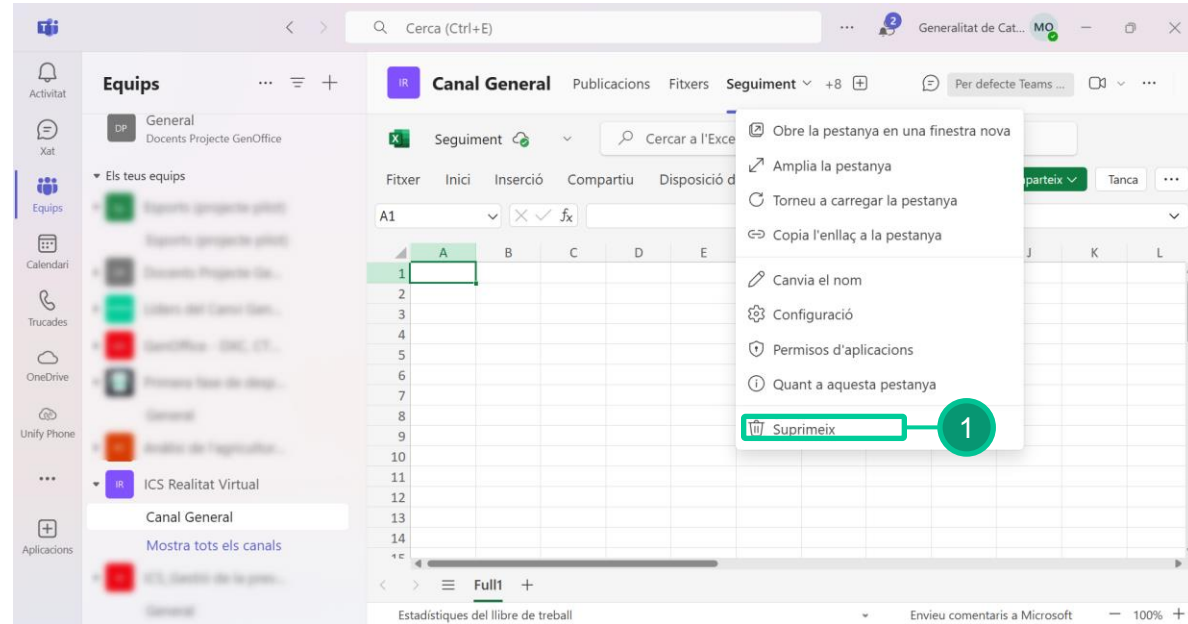 Cerca (Ctrl+E)
2
Generalitat de Cat...
MO
Activitat
Xat
Equips
Calendari
Trucades
OneDrive
Unify Phone
Aplicacions
Equips
DP
General
Docents Projecte GenOffice
Els teus equips
IR
ICS Realitat Virtual
Canal General
Mostra tots els canals
IR
Canal General
Publicacions
Fitxers
Seguiment
+8
Per defecte Teams ...
Seguiment
Cercar a l'Exce
Fitxer
Inici
Inserció
Compartiu
Disposició d
parteix
Tanca
A1
fx
A B C D E J K L
1
2
3
4
5
6
7
8
9
10
11
12
13
14
15
Obre la pestanya en una finestra nova
Amplia la pestanya
Torneu a carregar la pestanya
Copia l'enllaç a la pestanya
Canvia el nom
Configuració
Permisos d'aplicacions
Quant a aquesta pestanya
Suprimeix
1
Full1
Estadístiques del llibre de treball
Envieu comentaris a Microsoft
100%